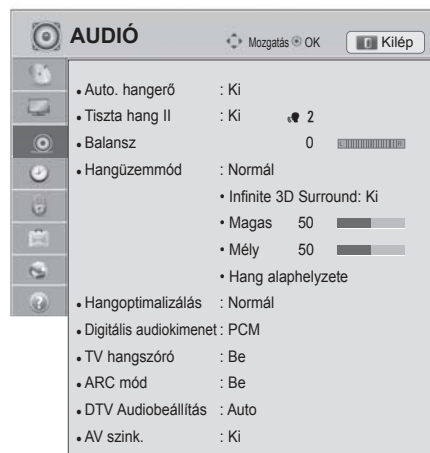 AUDIÓ Mozgatás OK Kilép
• Auto. hangerő : Ki
• Tiszta hang II : Ki 2
• Balansz 0 L R
• Hangüzemmód : Normál
• Infinite 3D Surround: Ki
• Magas 50
• Mély 50
• Hang alaphelyzete
• Hangoptimalizálás : Normál
• Digitális audiokimenet : PCM
• TV hangszóró : Be
• ARC mód : Be
• DTV Audiobeállítás : Auto
• AV szink. : Ki